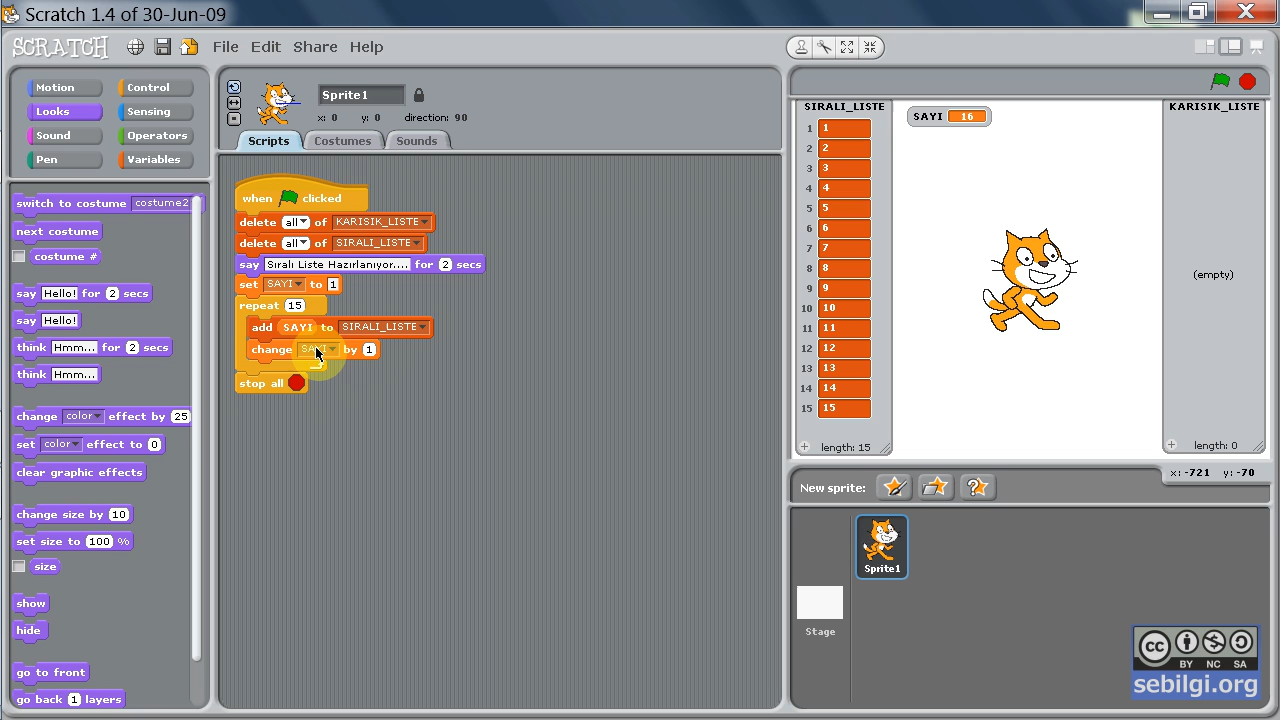 Scratch 1.4 of 30-Jun-09
SCRATCH File Edit Share Help
Motion Control
Looks Sensing
Sound Operators
Pen Variables
switch to costume costume2
next costume
costume #
say Hello! for 2 secs
say Hello!
think Hmm... for 2 secs
think Hmm...
change color effect by 25
set color effect to 0
clear graphic effects
change size by 10
set size to 100 %
size
show
hide
go to front
go back 1 layers
Sprite1
x: 0 y: 0 direction: 90
Scripts Costumes Sounds
when clicked
delete all of KARISIK_LISTE
delete all of SIRALI_LISTE
say Sıralı Liste Hazırlanıyor.... for 2 secs
set SAYI to 1
repeat 15
add SAYI to SIRALI_LISTE
change SAYI by 1
stop all
SIRALI_LISTE
1 1
2 2
3 3
4 4
5 5
6 6
7 7
8 8
9 9
10 10
11 11
12 12
13 13
14 14
15 15
+ length: 15
SAYI 16
KARISIK_LISTE
(empty)
+ length: 0
x: -721 y: -70
New sprite:
Sprite1
Stage
cc BY NC SA
sebilgi.org